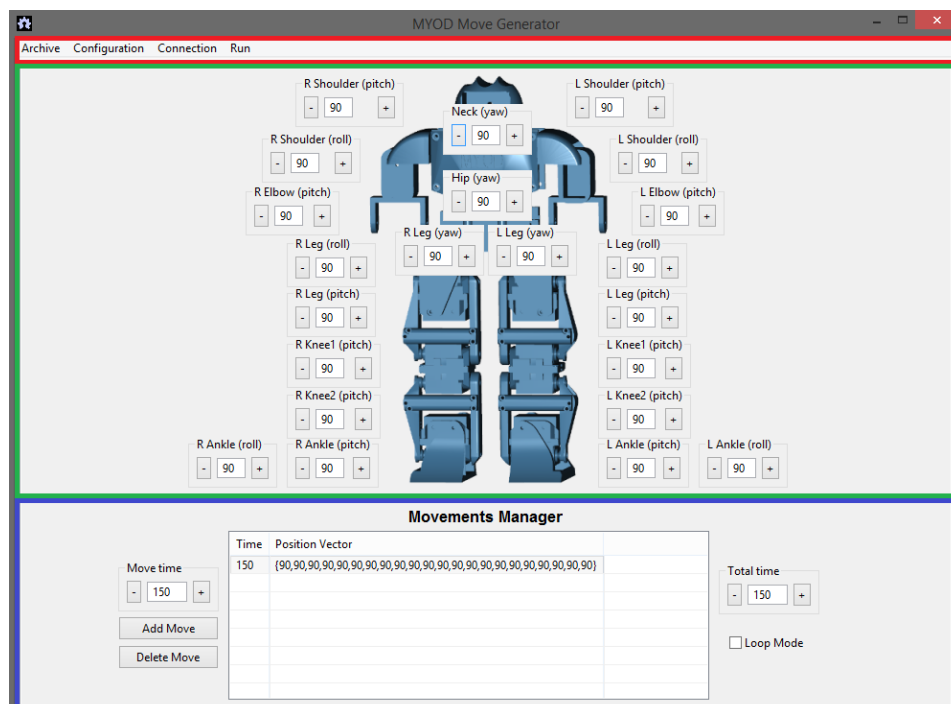 MYOD Move Generator
Archive Configuration Connection Run
R Shoulder (pitch)
- 90 +
L Shoulder (pitch)
- 90 +
Neck (yaw)
- 90 +
R Shoulder (roll)
- 90 +
L Shoulder (roll)
- 90 +
Hip (yaw)
- 90 +
R Elbow (pitch)
- 90 +
L Elbow (pitch)
- 90 +
R Leg (yaw)
- 90 +
L Leg (yaw)
- 90 +
R Leg (roll)
- 90 +
L Leg (roll)
- 90 +
R Leg (pitch)
- 90 +
L Leg (pitch)
- 90 +
R Knee1 (pitch)
- 90 +
L Knee1 (pitch)
- 90 +
R Knee2 (pitch)
- 90 +
L Knee2 (pitch)
- 90 +
R Ankle (roll)
- 90 +
R Ankle (pitch)
- 90 +
L Ankle (pitch)
- 90 +
L Ankle (roll)
- 90 +
Movements Manager
Time Position Vector
150 {90,90,90,90,90,90,90,90,90,90,90,90,90,90,90,90,90,90,90,90,90,90}
Move time
- 150 +
Add Move
Delete Move
Total time
- 150 +
Loop Mode